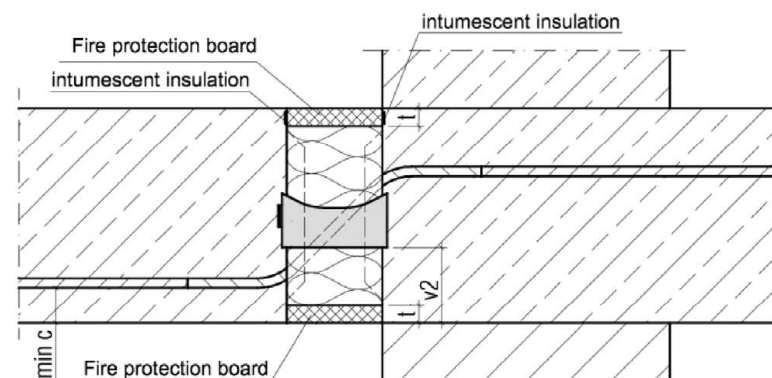 intumescent insulation
Fire protection board
intumescent insulation
t
v2
t
min c
Fire protection board